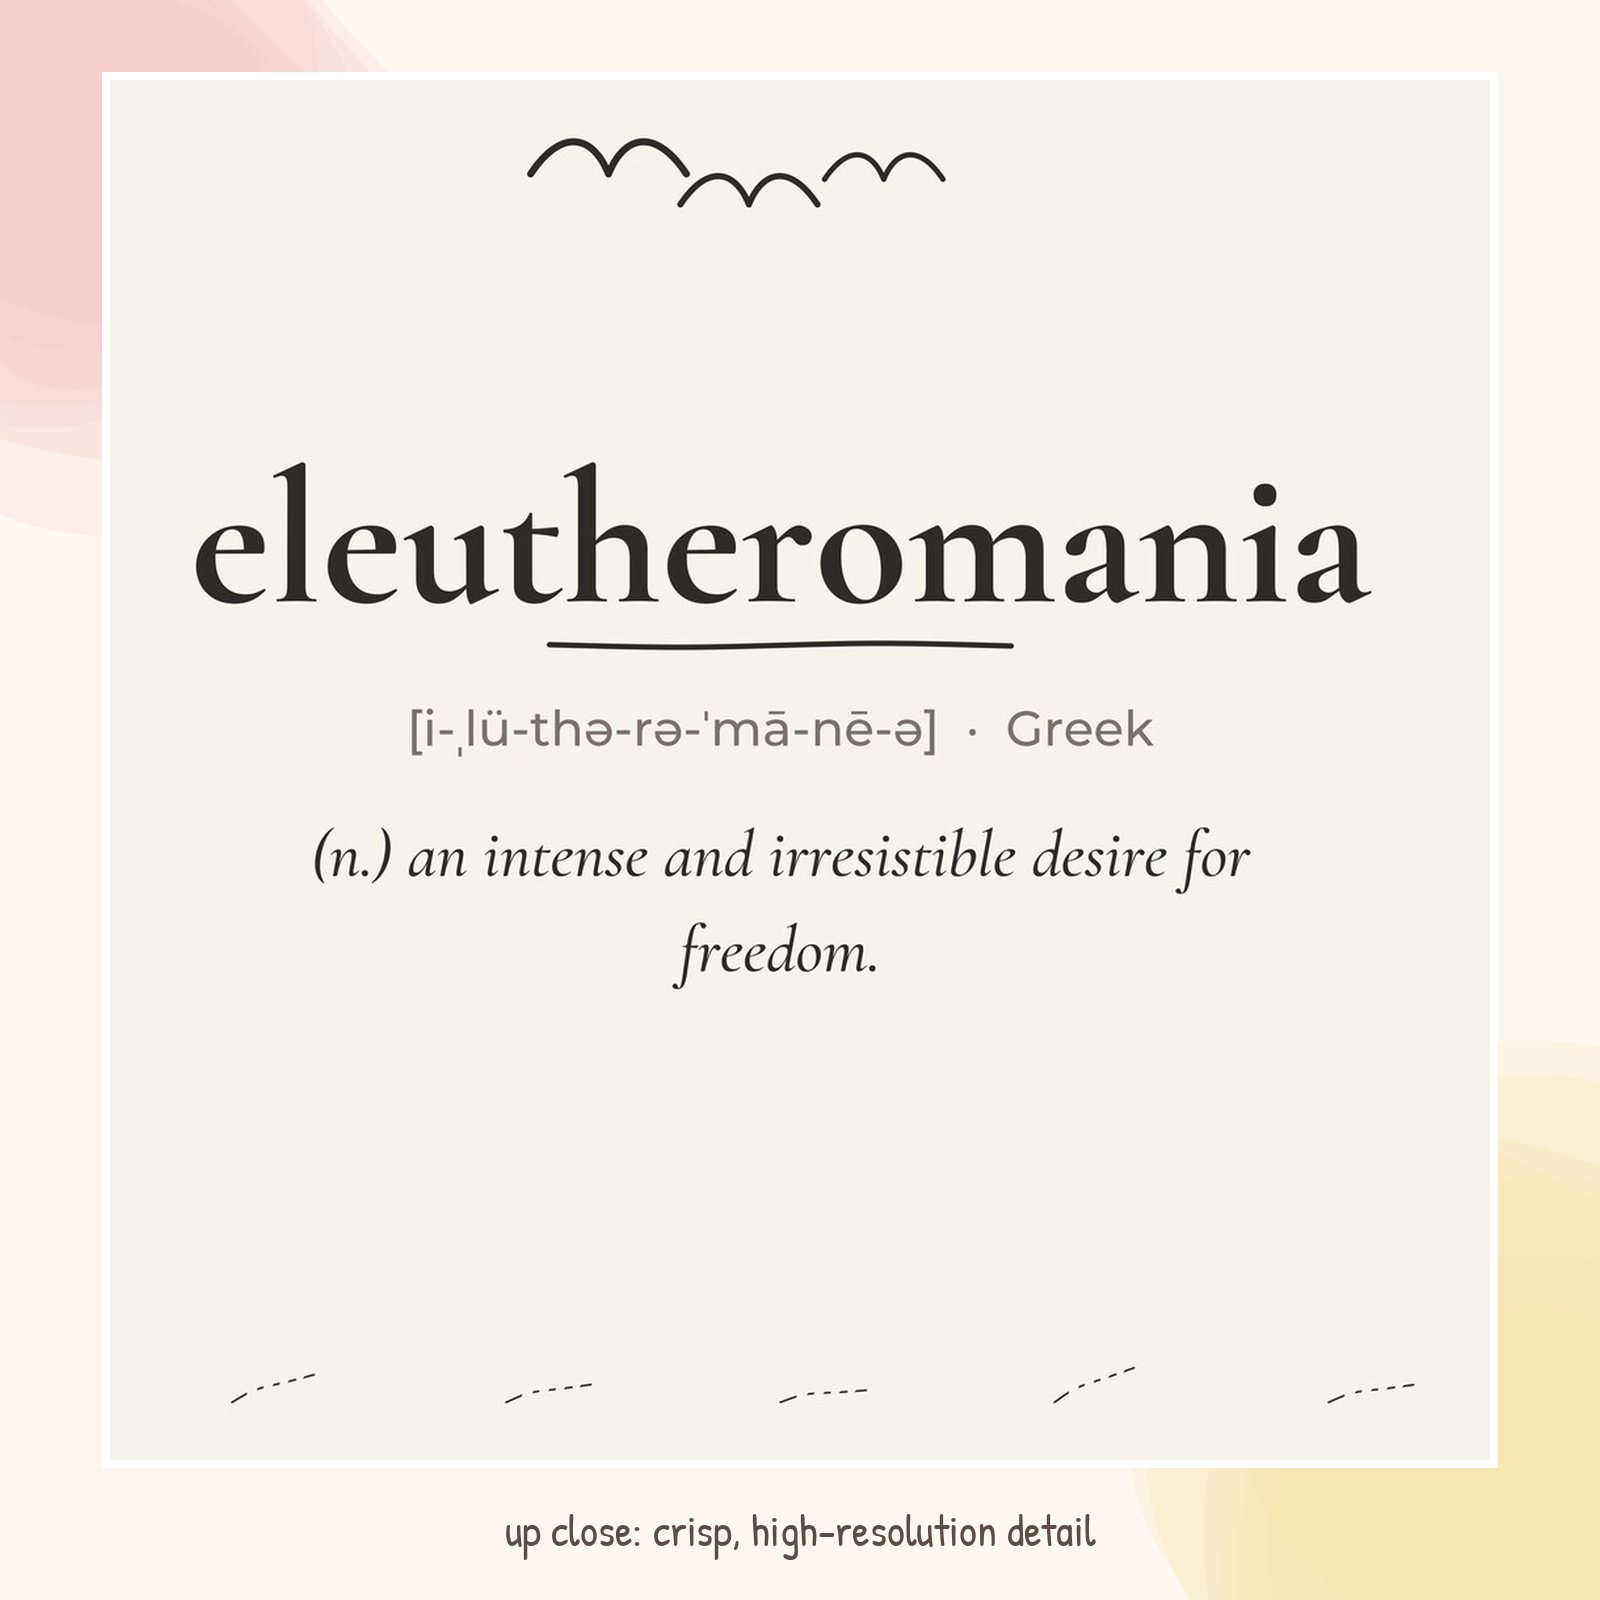 eleutheromania
[i-ˌlü-thə-rə-ˈmā-nē-ə] · Greek
(n.) an intense and irresistible desire for
freedom.
up close: crisp, high-resolution detail